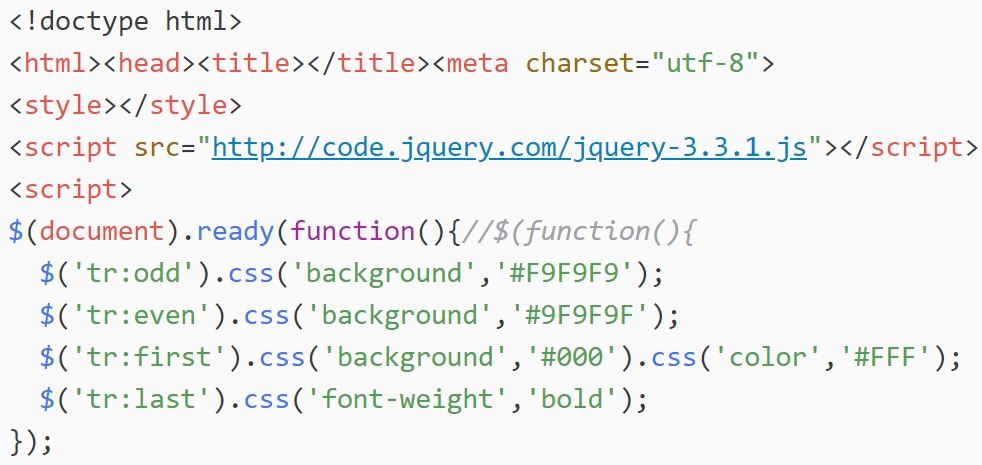 <!doctype html>
<html><head><title></title><meta charset="utf-8">
<style></style>
<script src="http://code.jquery.com/jquery-3.3.1.js"></script>
<script>
$(document).ready(function(){//$(function(){
  $('tr:odd').css('background','#F9F9F9');
  $('tr:even').css('background','#9F9F9F');
  $('tr:first').css('background','#000').css('color','#FFF');
  $('tr:last').css('font-weight','bold');
});